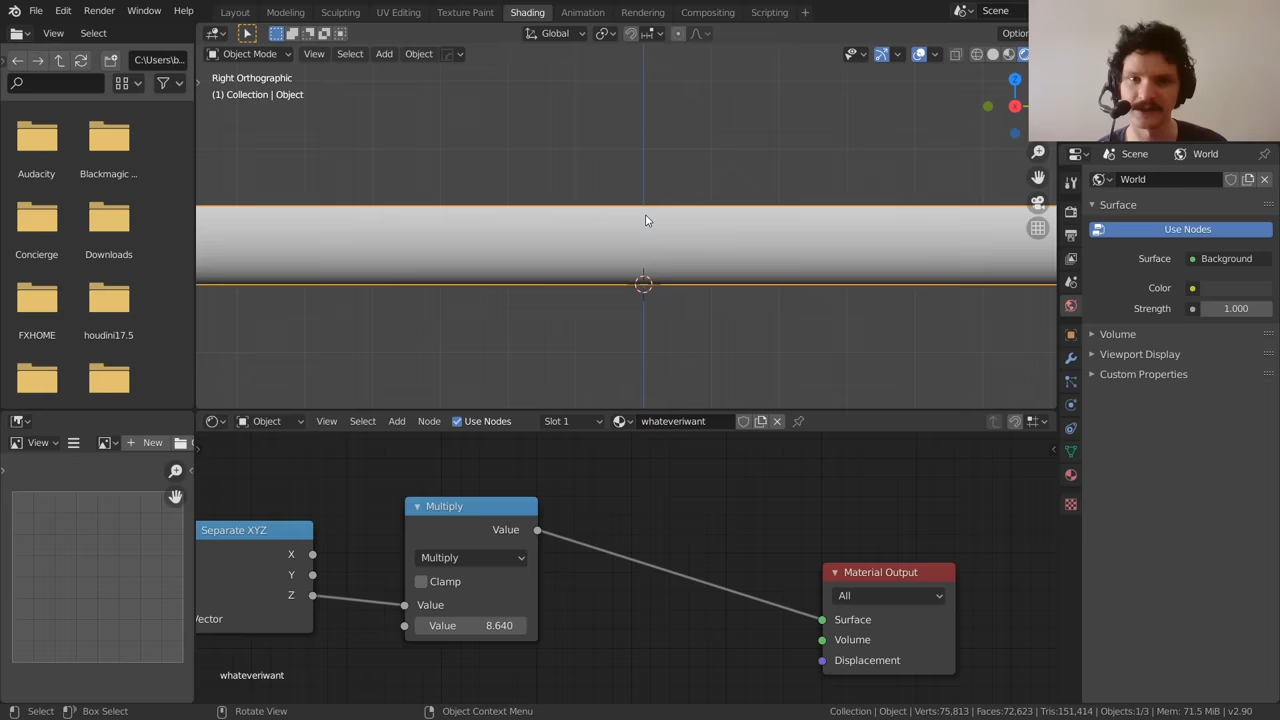 File Edit Render Window Help Layout Modeling Sculpting UV Editing Texture Paint Shading Animation Rendering Compositing Scripting + Scene
View Select C:\Users\b... Global Optio
Object Mode View Select Add Object
Right Orthographic
(1) Collection | Object
Z
X
Audacity Blackmagic ...
Concierge Downloads
FXHOME houdini17.5
Scene World
World
Surface
Use Nodes
Surface: Background
Color:
Strength: 1.000
Volume
Viewport Display
Custom Properties
View New
Object View Select Add Node Use Nodes Slot 1 whateveriwant
Separate XYZ
X
Y
Z
Vector
Multiply
Value
Multiply
Clamp
Value
Value 8.640
Material Output
All
Surface
Volume
Displacement
whateveriwant
Select Box Select Rotate View Object Context Menu Collection | Object | Verts:75,813 | Faces:72,623 | Tris:151,414 | Objects:1/3 | Mem: 71.5 MiB | v2.90